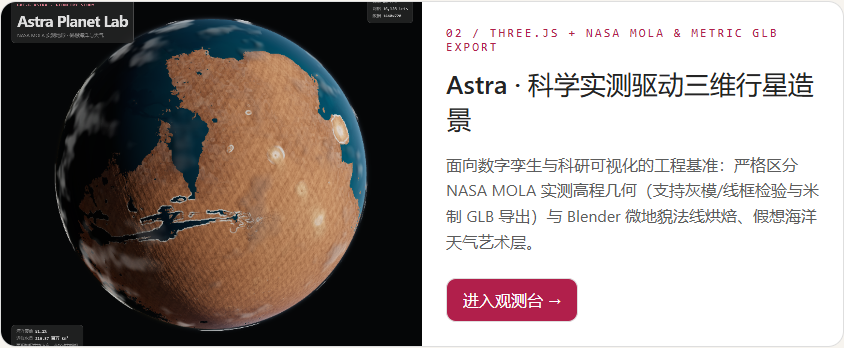 Astra Planet Lab
02 / THREE.JS + NASA MOLA & METRIC GLB
EXPORT
Astra · 科学实测驱动三维行星造
景
面向数字孪生与科研可视化的工程基准：严格区分
NASA MOLA 实测高程几何（支持灰模/线框检验与米
制 GLB 导出）与 Blender 微地貌法线烘焙、假想海洋
天气艺术层。
进入观测台 →